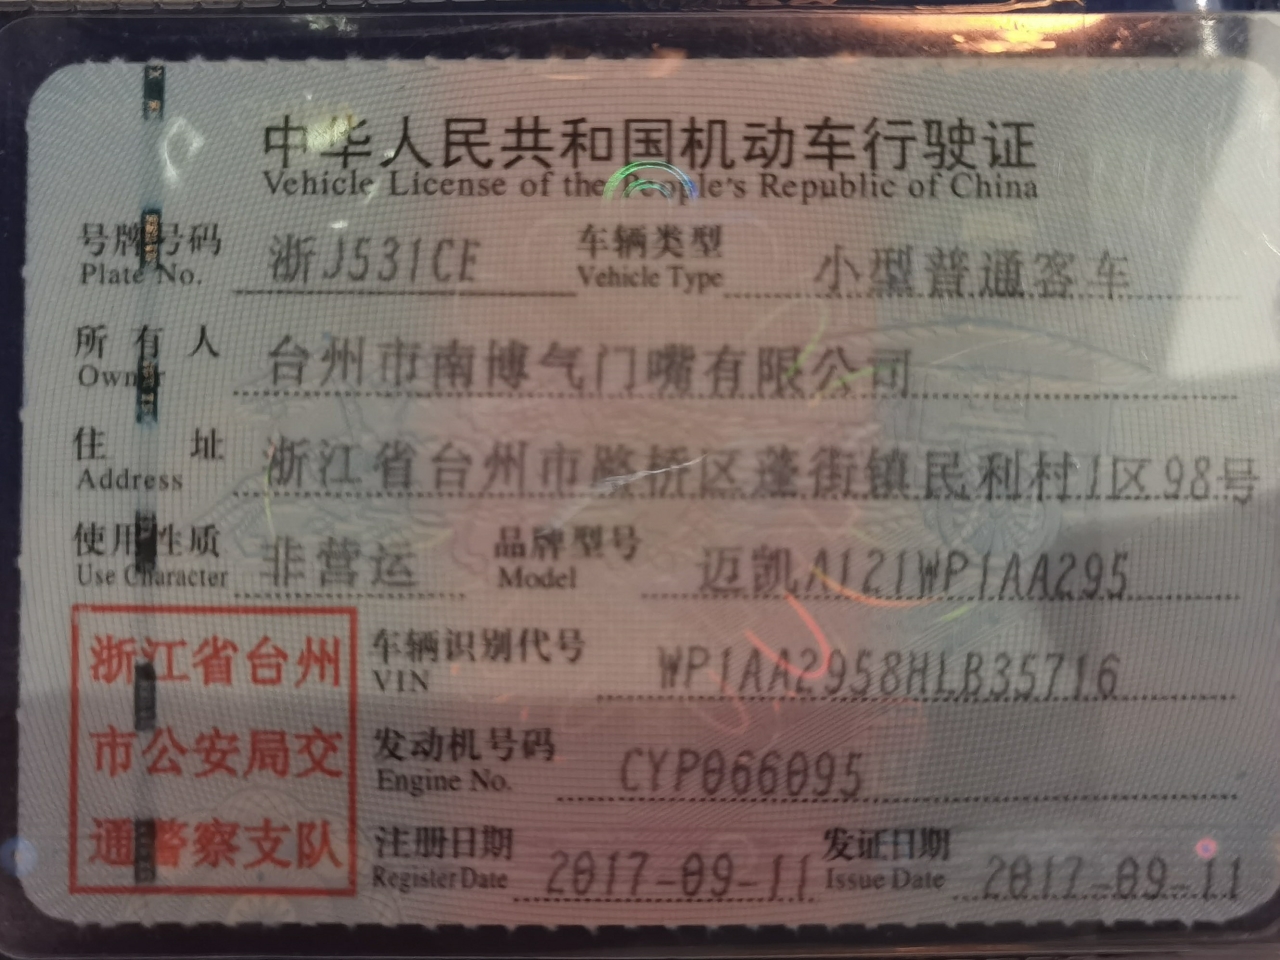 中华人民共和国机动车行驶证
Vehicle License of the People's Republic of China
号牌号码 浙J531CE 车辆类型 小型普通客车
Plate No. Vehicle Type
所有人 台州市南博气门嘴有限公司
Owner
住址 浙江省台州市路桥区蓬街镇民利村1区98号
Address
使用性质 非营运 品牌型号 迈凯A121WP1AA295
Use Character Model
浙江省台州
市公安局交
通警察支队
车辆识别代号 WP1AA2958HLB35716
VIN
发动机号码 CYP066095
Engine No.
注册日期 2017-09-11 发证日期 2017-09-11
Register Date Issue Date